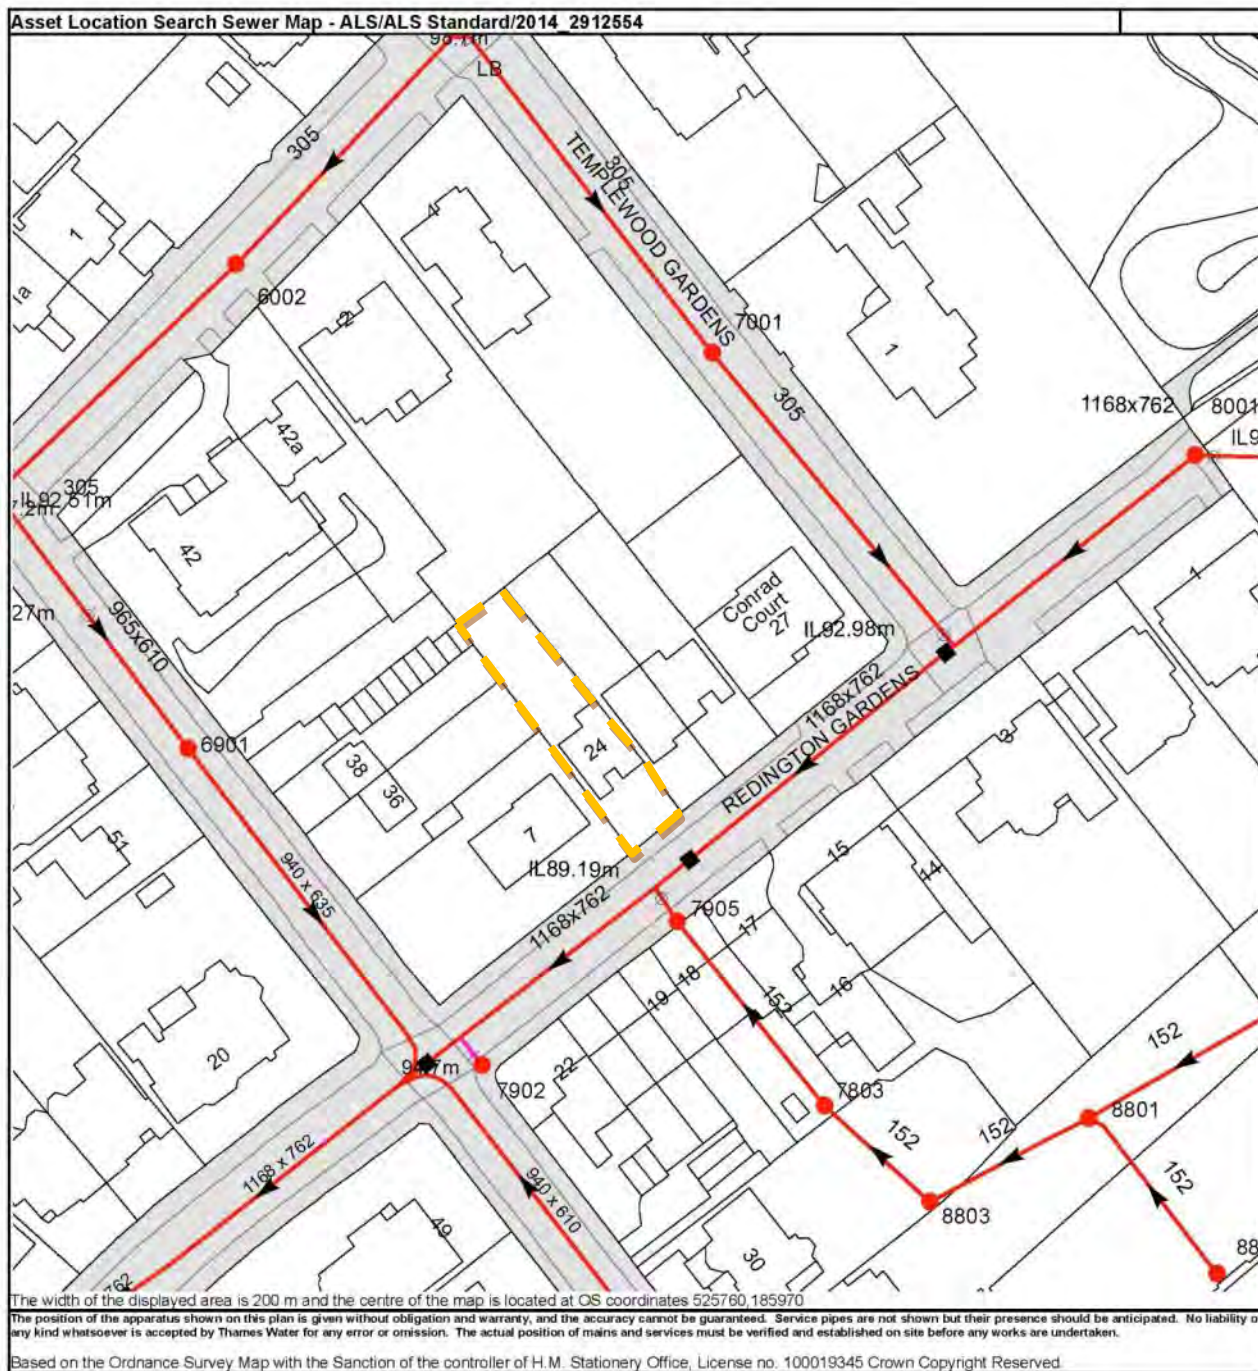 Asset Location Search Sewer Map - ALS/ALS Standard/2014_2912554
LB
305
305
TEMPLEWOOD GARDENS
4
1
6002
2
7001
1
305
1168x762
8001
42a
305
IL92.51m
42
Conrad
Court
27
IL92.98m
1
27m
965x610
1168x762
REDINGTON GARDENS
6901
24
38
36
3
7
51
IL89.19m
15
14
940 x 635
1168x762
7905
17
18
19
16
152
20
22
7902
7803
152
8801
152
152
152
1168 x 762
940 x 610
8803
49
30
88
762
The width of the displayed area is 200 m and the centre of the map is located at OS coordinates 525760,185970
The position of the apparatus shown on this plan is given without obligation and warranty, and the accuracy cannot be guaranteed. Service pipes are not shown but their presence should be anticipated. No liability o
any kind whatsoever is accepted by Thames Water for any error or omission. The actual position of mains and services must be verified and established on site before any works are undertaken.
Based on the Ordnance Survey Map with the Sanction of the controller of H.M. Stationery Office, License no. 100019345 Crown Copyright Reserved.